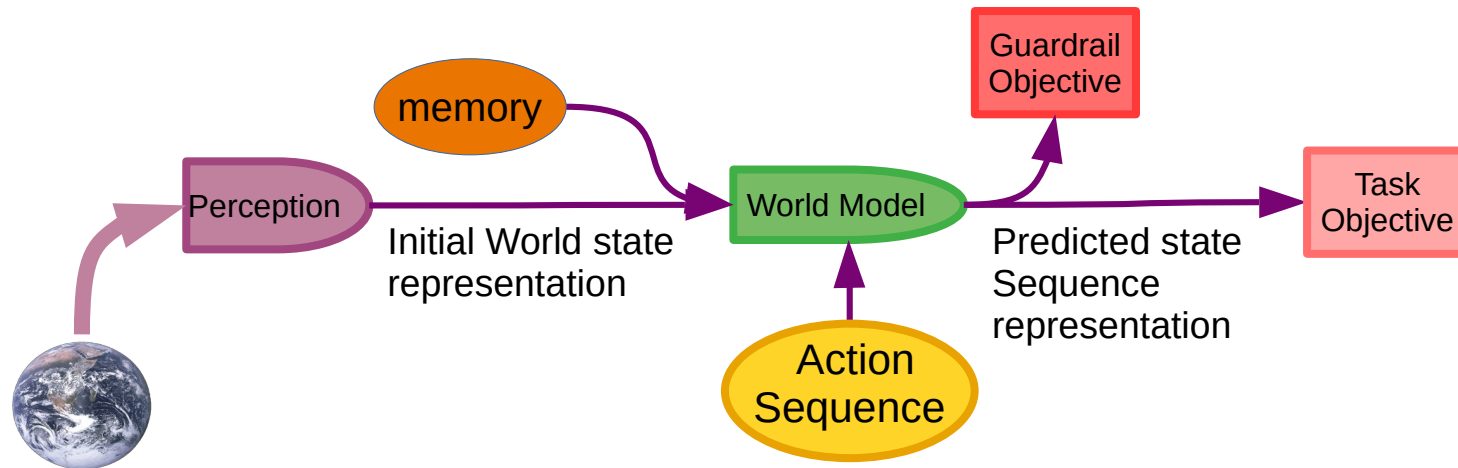 Guardrail
Objective
memory
Perception
World Model
Task
Objective
Initial World state
representation
Predicted state
Sequence
representation
Action
Sequence